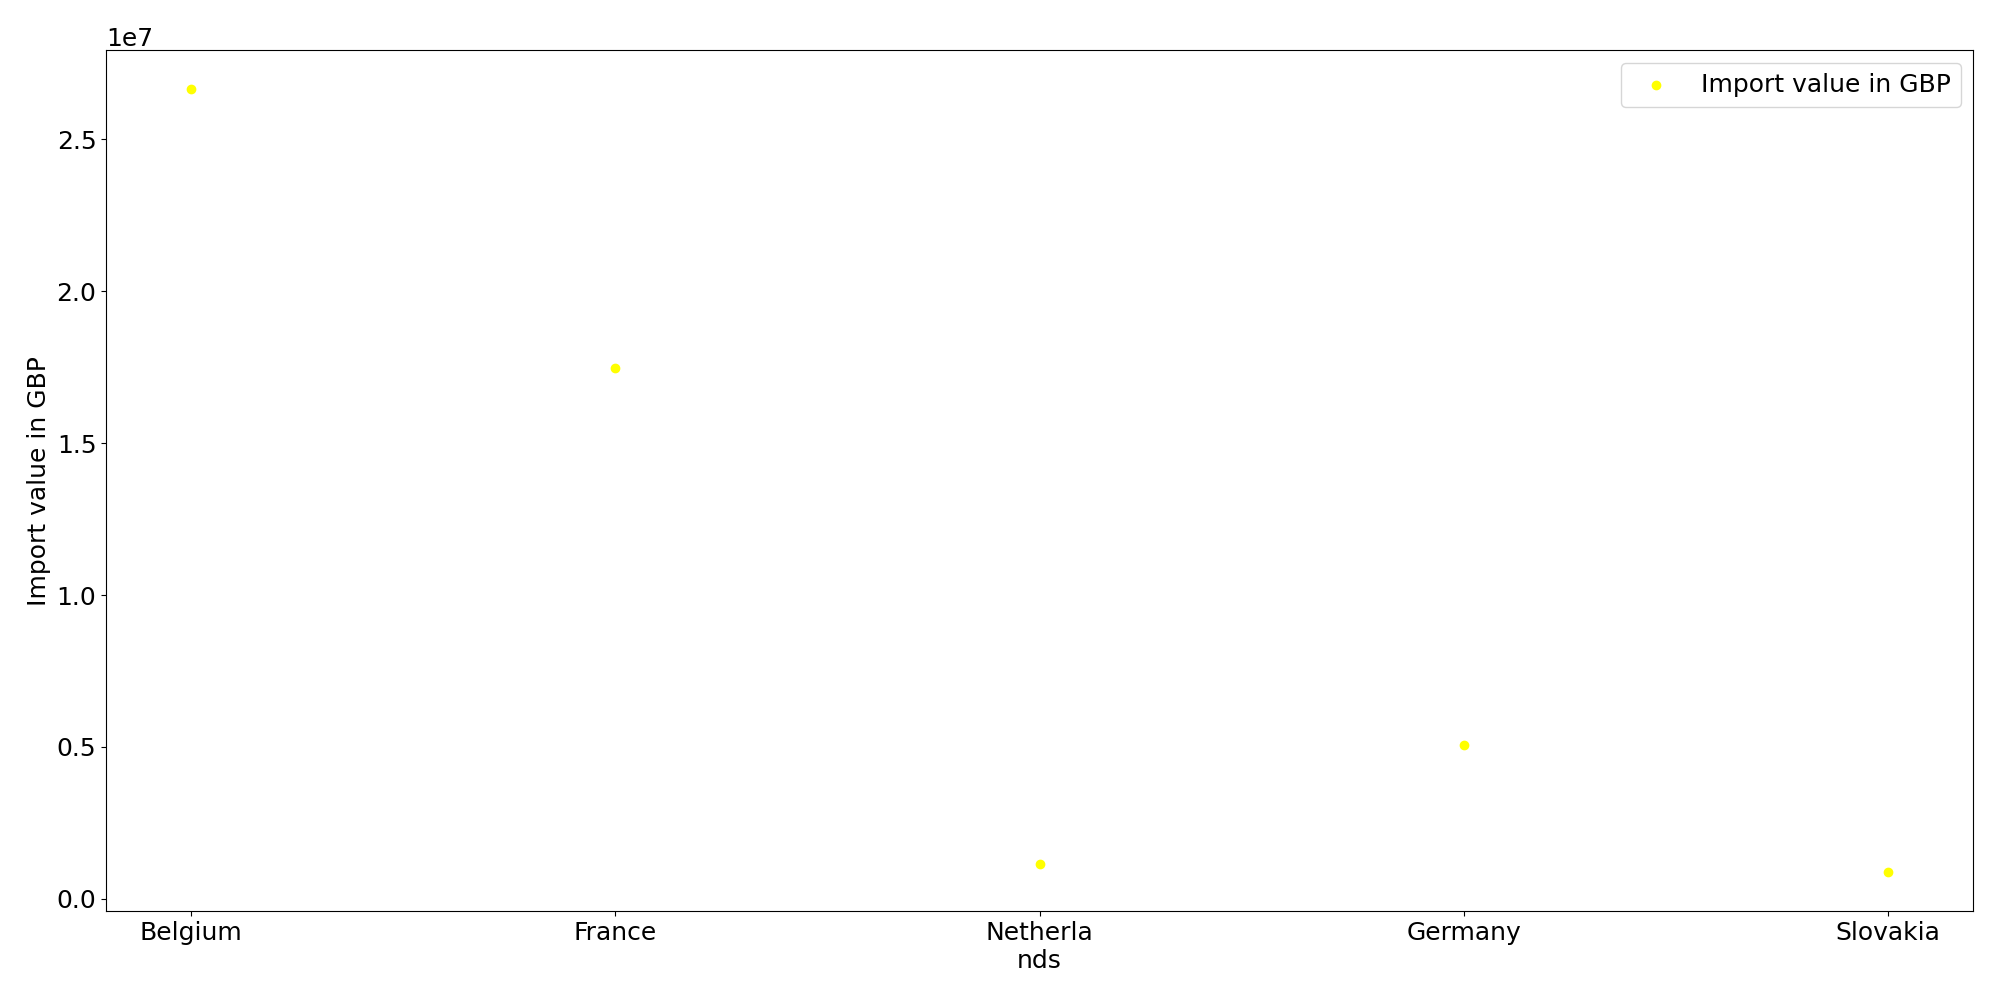 1e7
Import value in GBP
2.5
2.0
1.5
1.0
0.5
0.0
Import value in GBP
Belgium
France
Netherla
nds
Germany
Slovakia